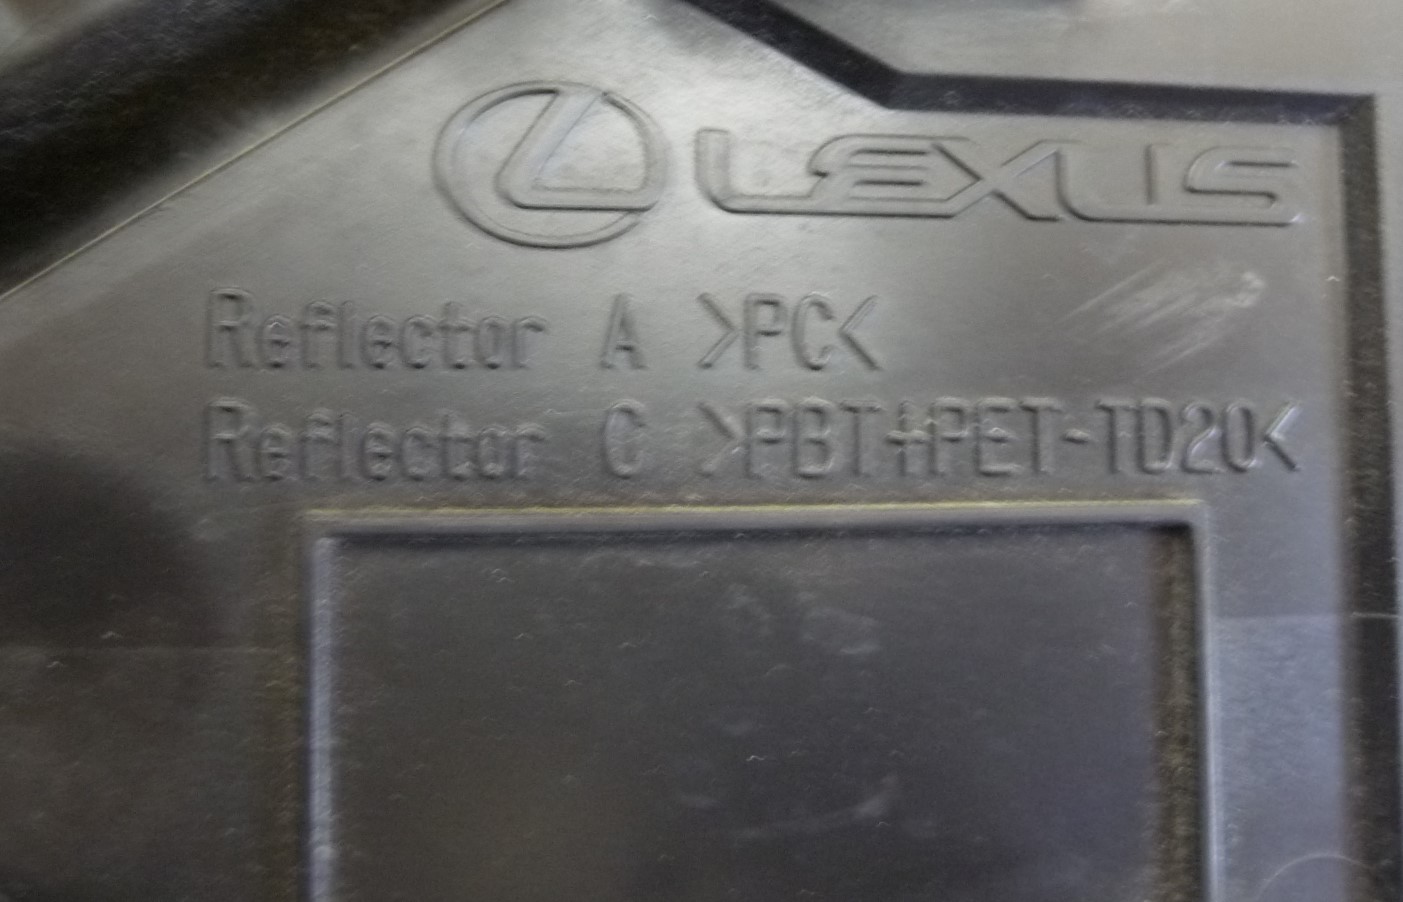 LEXUS
Reflector A >PC<
Reflector C >PBT+PET-TD20<